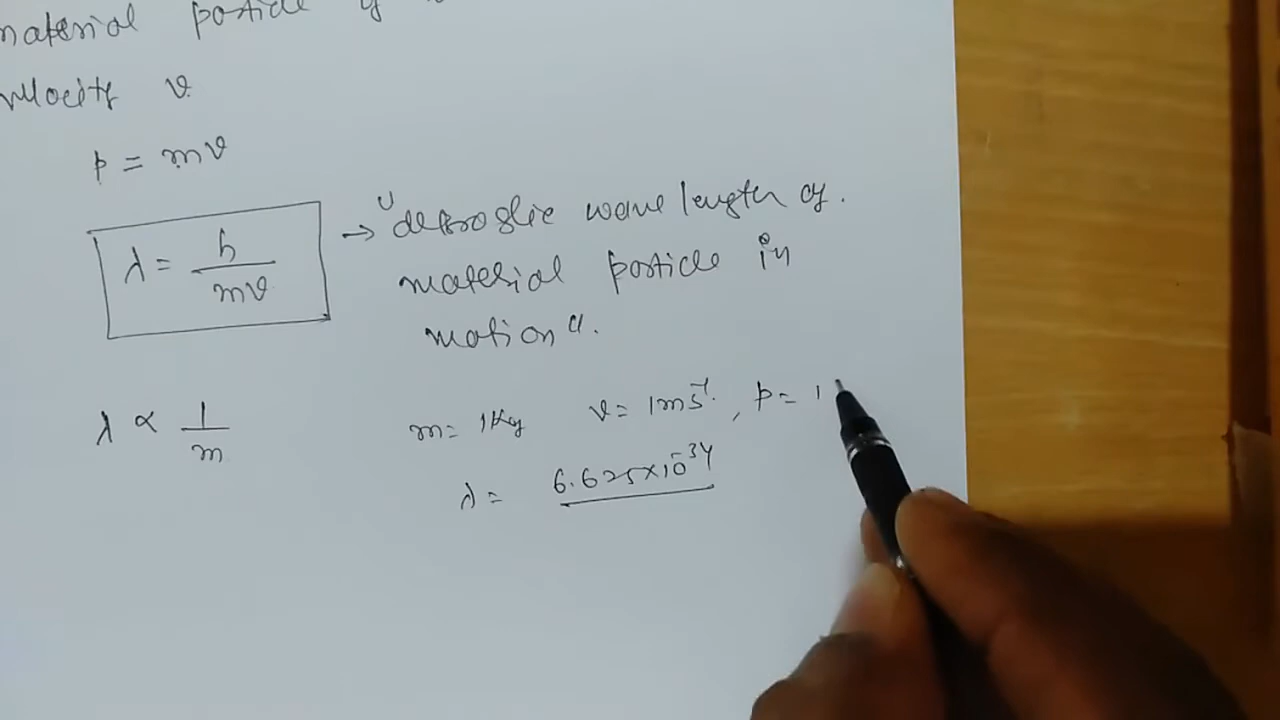 material particle of
velocity v
p = mv
λ = h / mv → "debroglie wave length of
material particle in
motion".
λ ∝ 1 / m
m = 1Kg v = 1ms⁻¹, p = 1
λ = 6.625×10⁻³⁴